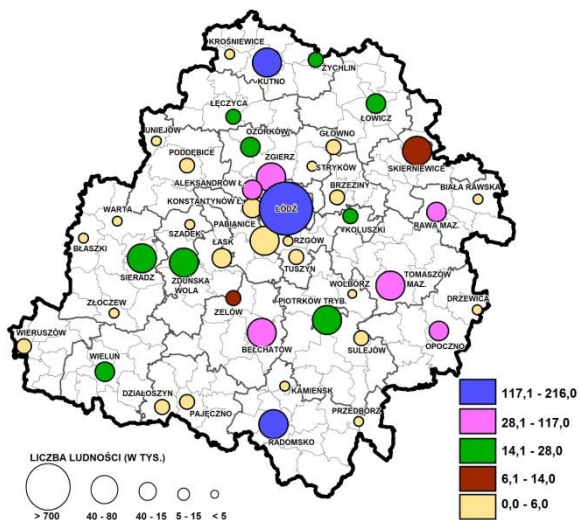 KROŚNIEWICE
ŻYCHLIN
KUTNO
ŁĘCZYCA
ŁOWICZ
UNIEJÓW
OZORKÓW
GŁOWNO
PODDĘBICE
ZGIERZ
STRYKÓW
SKIERNIEWICE
ALEKSANDRÓW Ł.
BIAŁA RAWSKA
KONSTANTYNÓW Ł.
BRZEZINY
WARTA
ŁÓDŹ
PABIANICE
RAWA MAZ.
SZADEK
KOLUSZKI
BŁASZKI
ŁASK
RZGÓW
SIERADZ
ZDUŃSKA
WOLA
TUSZYN
TOMASZÓW
MAZ.
WOLBÓRZ
DRZEWICA
ZŁOCZEW
ZELÓW
PIOTRKÓW TRYB.
WIERUSZÓW
BEŁCHATÓW
SULEJÓW
OPOCZNO
WIELUŃ
DZIAŁOSZYN
PAJĘCZNO
KAMIEŃSK
PRZEDBÓRZ
RADOMSKO
117,1 - 216,0
28,1 - 117,0
14,1 - 28,0
6,1 - 14,0
0,0 - 6,0
LICZBA LUDNOŚCI (W TYS.)
> 700 40 - 80 40 - 15 5 - 15 < 5